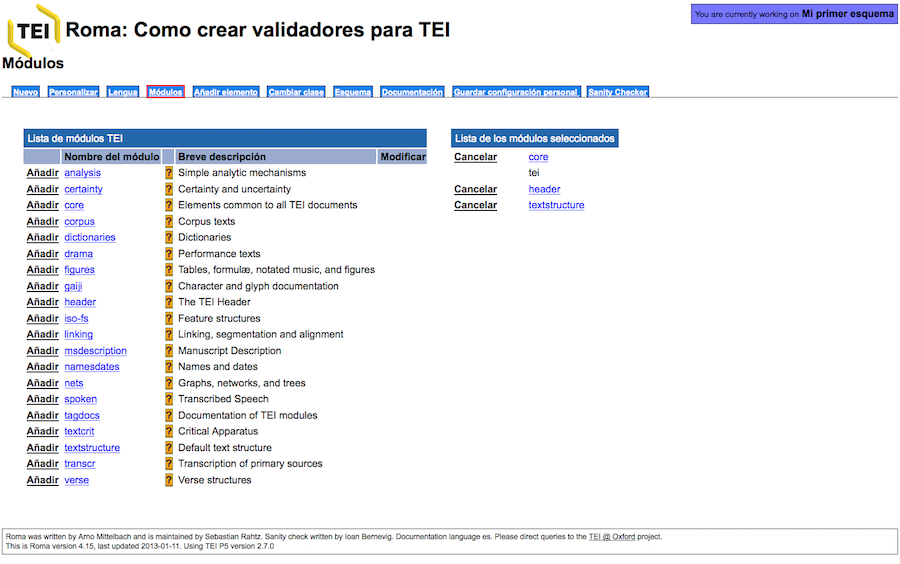 TEI
Roma: Como crear validadores para TEI
You are currently working on Mi primer esquema
Módulos
Nuevo Personalizar Lengua Módulos Añadir elemento Cambiar clase Esquema Documentación Guardar configuración personal Sanity Checker
Lista de módulos TEI
Nombre del módulo Breve descripción Modificar
Añadir analysis ? Simple analytic mechanisms
Añadir certainty ? Certainty and uncertainty
Añadir core ? Elements common to all TEI documents
Añadir corpus ? Corpus texts
Añadir dictionaries ? Dictionaries
Añadir drama ? Performance texts
Añadir figures ? Tables, formulæ, notated music, and figures
Añadir gaiji ? Character and glyph documentation
Añadir header ? The TEI Header
Añadir iso-fs ? Feature structures
Añadir linking ? Linking, segmentation and alignment
Añadir msdescription ? Manuscript Description
Añadir namesdates ? Names and dates
Añadir nets ? Graphs, networks, and trees
Añadir spoken ? Transcribed Speech
Añadir tagdocs ? Documentation of TEI modules
Añadir textcrit ? Critical Apparatus
Añadir textstructure ? Default text structure
Añadir transcr ? Transcription of primary sources
Añadir verse ? Verse structures
Lista de los módulos seleccionados
Cancelar core
tei
Cancelar header
Cancelar textstructure
Roma was written by Arno Mittelbach and is maintained by Sebastian Rahtz. Sanity check written by Ioan Bernevig. Documentation language es. Please direct queries to the TEI @ Oxford project.
This is Roma version 4.15, last updated 2013-01-11. Using TEI P5 version 2.7.0